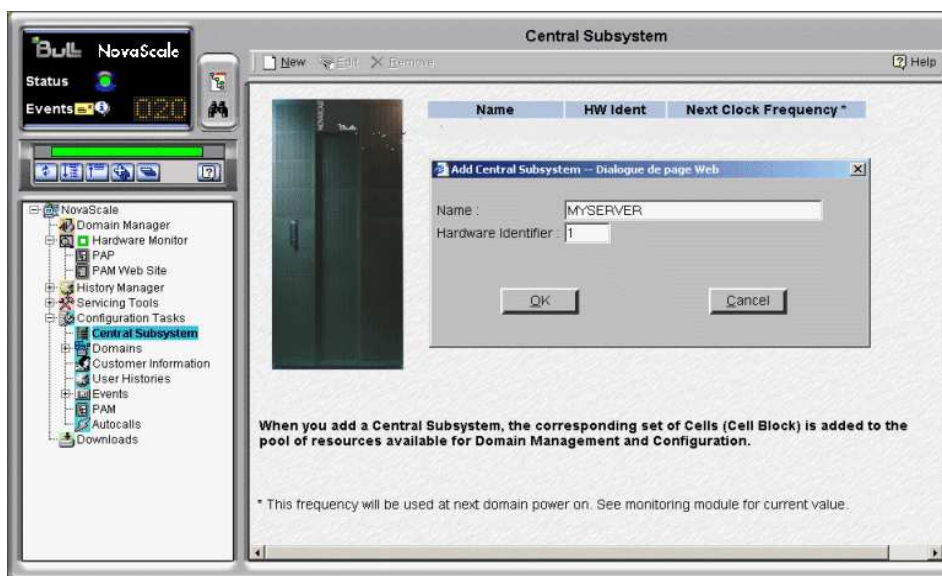 Bull NovaScale
Status
Events
020
NovaScale
Domain Manager
Hardware Monitor
PAP
PAM Web Site
History Manager
Servicing Tools
Configuration Tasks
Central Subsystem
Domains
Customer Information
User Histories
Events
PAM
Autocalls
Downloads
Central Subsystem
New Edit Remove
Help
Name HW Ident Next Clock Frequency *
Add Central Subsystem -- Dialogue de page Web
Name : MYSERVER
Hardware Identifier : 1
OK Cancel
When you add a Central Subsystem, the corresponding set of Cells (Cell Block) is added to the
pool of resources available for Domain Management and Configuration.
* This frequency will be used at next domain power on. See monitoring module for current value.